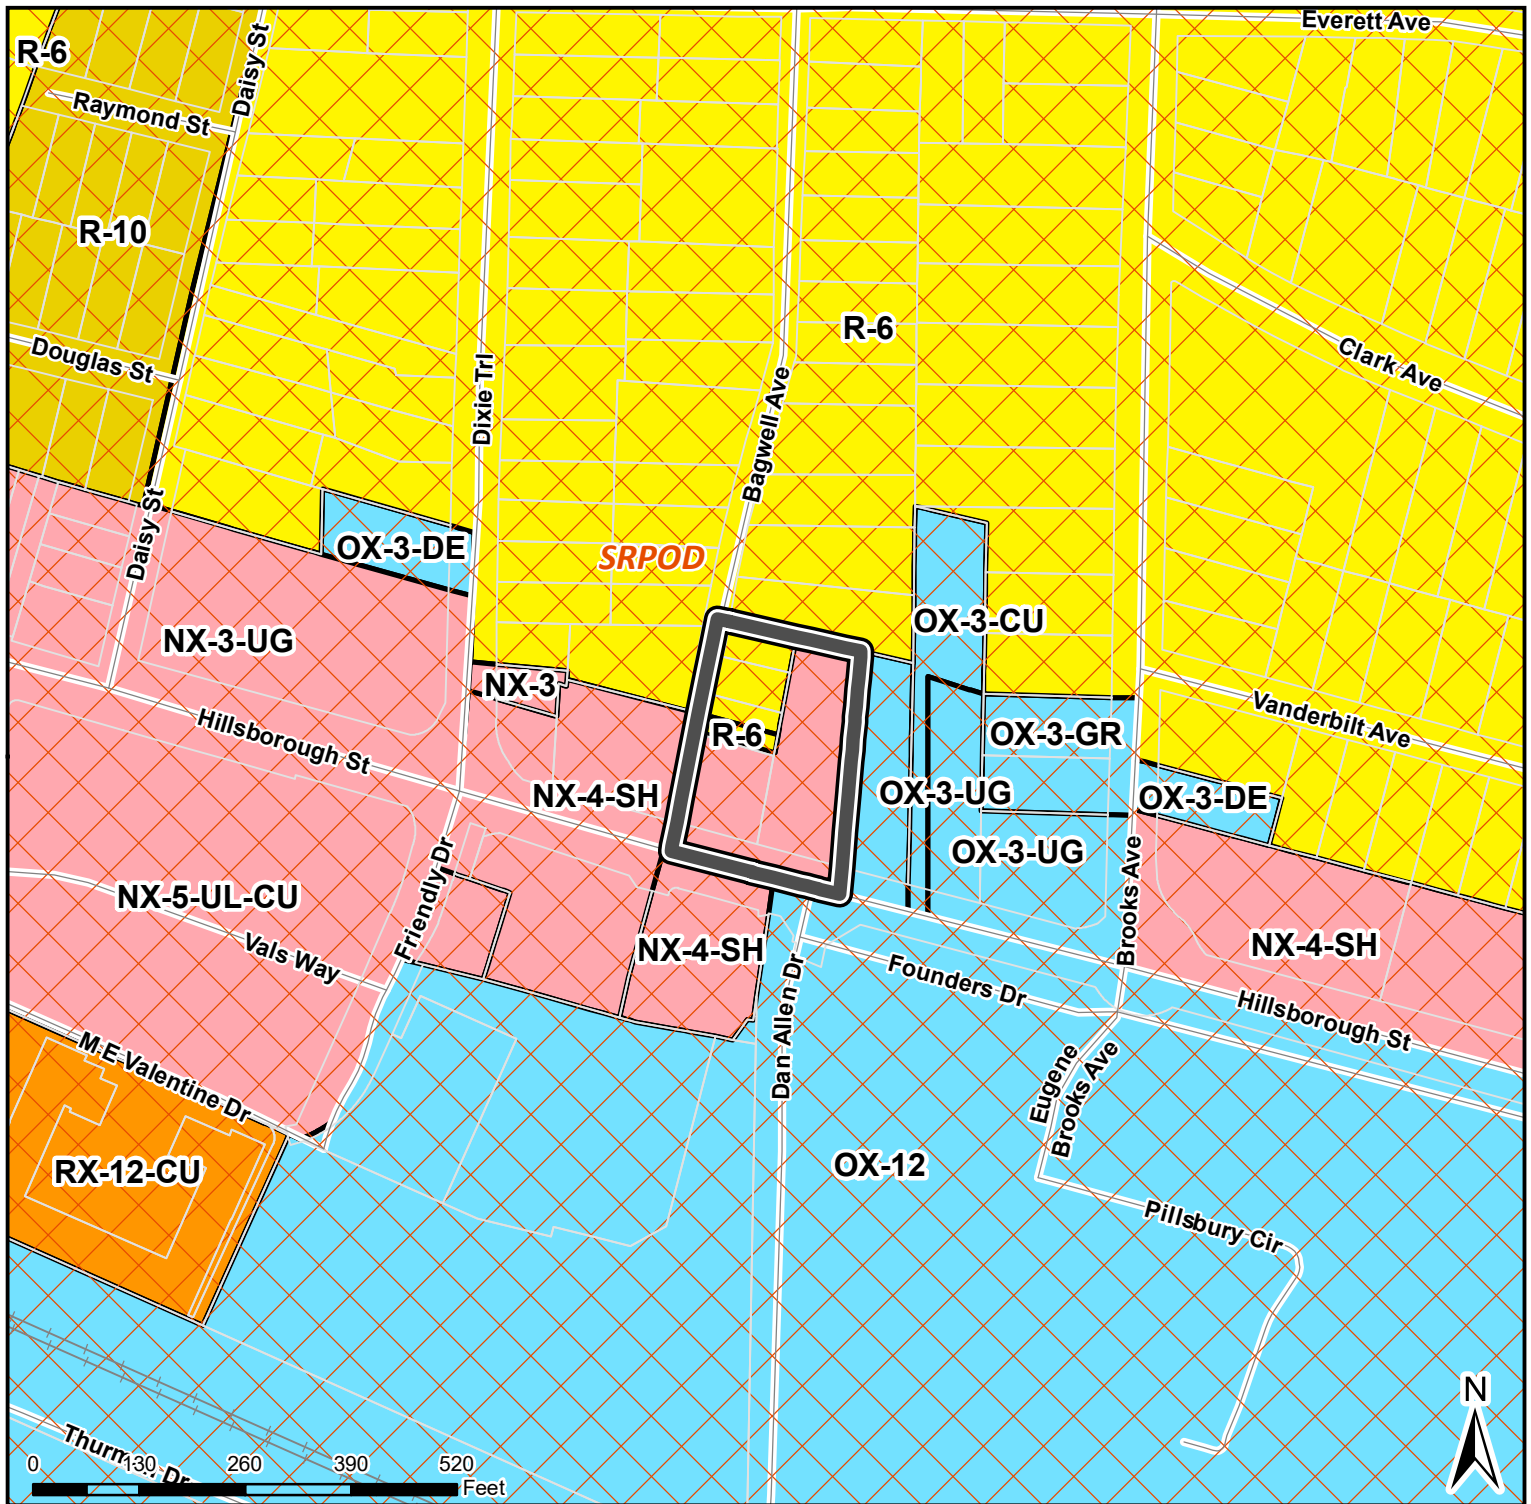 Everett Ave
R-6
Daisy St
Raymond St
R-10
R-6
Douglas St
Clark Ave
Dixie Trl
Bagwell Ave
Daisy St
OX-3-DE
SRPOD
OX-3-CU
NX-3-UG
NX-3
Vanderbilt Ave
Hillsborough St
R-6
OX-3-GR
NX-4-SH
OX-3-UG
OX-3-DE
OX-3-UG
Friendly Dr
NX-5-UL-CU
Brooks Ave
Vals Way
NX-4-SH
NX-4-SH
Founders Dr
Hillsborough St
Dan Allen Dr
M E Valentine Dr
Eugene
Brooks Ave
RX-12-CU
OX-12
Pillsbury Cir
N
Dr
0 130 260 390 520
Feet